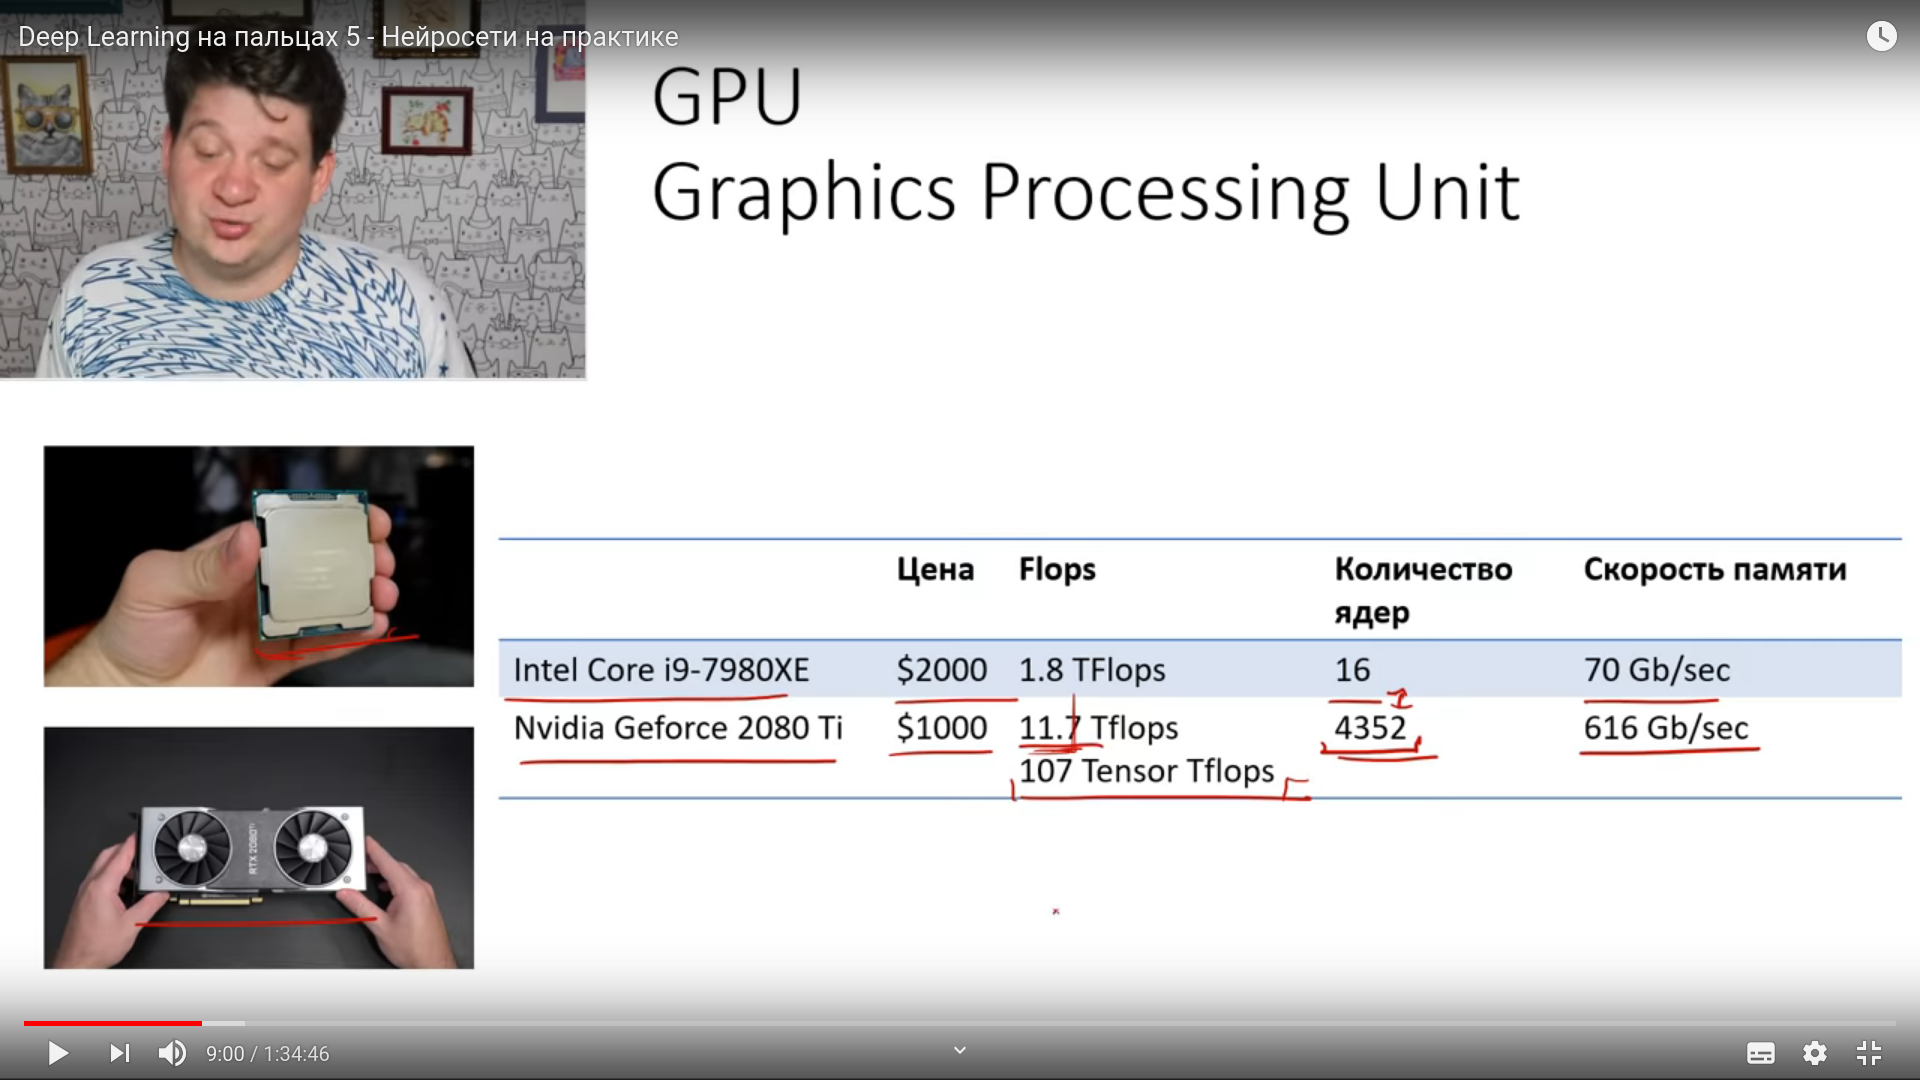 Deep Learning на пальцах 5 - Нейросети на практике
GPU
Graphics Processing Unit
Цена Flops Количество ядер Скорость памяти
Intel Core i9-7980XE $2000 1.8 TFlops 16 70 Gb/sec
Nvidia Geforce 2080 Ti $1000 11.7 Tflops 4352 616 Gb/sec
107 Tensor Tflops
RTX 2080 Ti
9:00 / 1:34:46